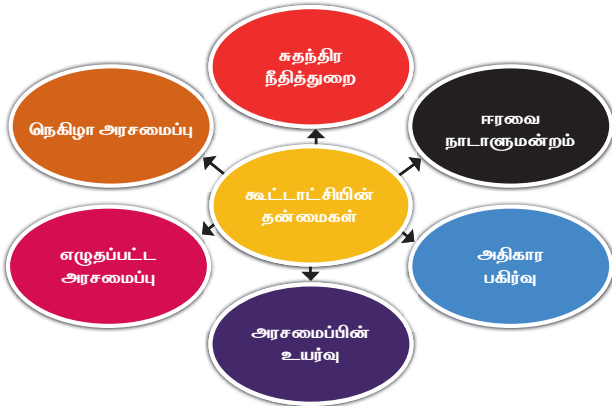 சுதந்திர
நீதித்துறை
நெகிழா அரசமைப்பு
ஈரவை
நாடாளுமன்றம்
கூட்டாட்சியின்
தன்மைகள்
எழுதப்பட்ட
அரசமைப்பு
அதிகார
பகிர்வு
அரசமைப்பின்
உயர்வு